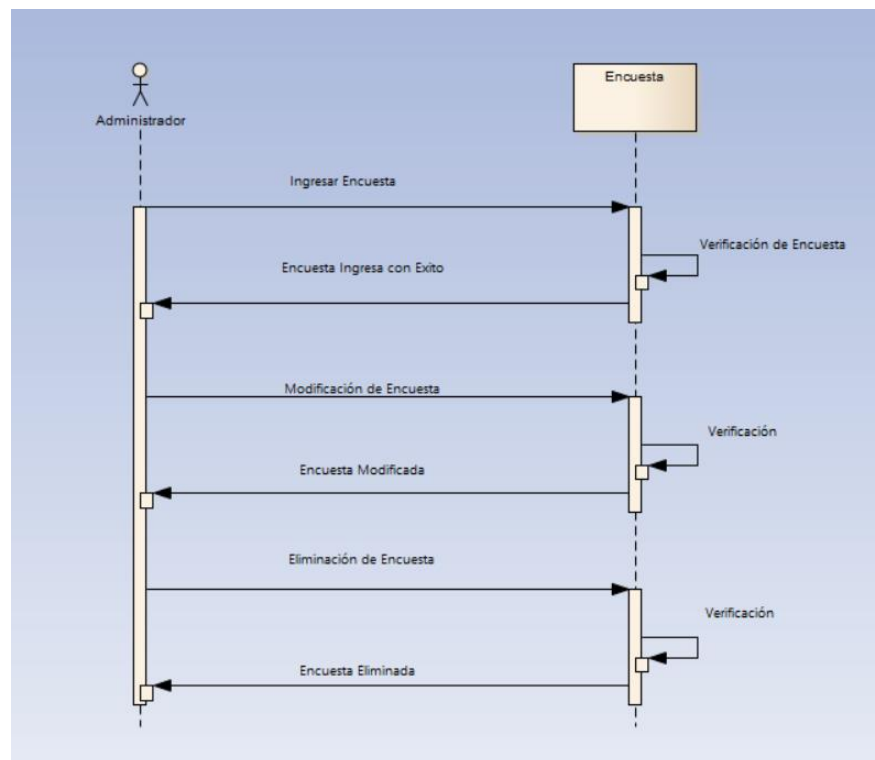 Administrador
Encuesta
Ingresar Encuesta
Verificación de Encuesta
Encuesta Ingresa con Exito
Modificación de Encuesta
Verificación
Encuesta Modificada
Eliminación de Encuesta
Verificación
Encuesta Eliminada